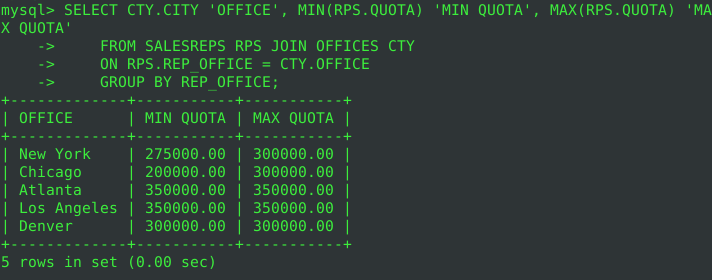 mysql> SELECT CTY.CITY 'OFFICE', MIN(RPS.QUOTA) 'MIN QUOTA', MAX(RPS.QUOTA) 'MA
X QUOTA'
    ->     FROM SALESREPS RPS JOIN OFFICES CTY
    ->     ON RPS.REP_OFFICE = CTY.OFFICE
    ->     GROUP BY REP_OFFICE;
+-------------+-----------+-----------+
| OFFICE      | MIN QUOTA | MAX QUOTA |
+-------------+-----------+-----------+
| New York    | 275000.00 | 300000.00 |
| Chicago     | 200000.00 | 300000.00 |
| Atlanta     | 350000.00 | 350000.00 |
| Los Angeles | 350000.00 | 350000.00 |
| Denver      | 300000.00 | 300000.00 |
+-------------+-----------+-----------+
5 rows in set (0.00 sec)